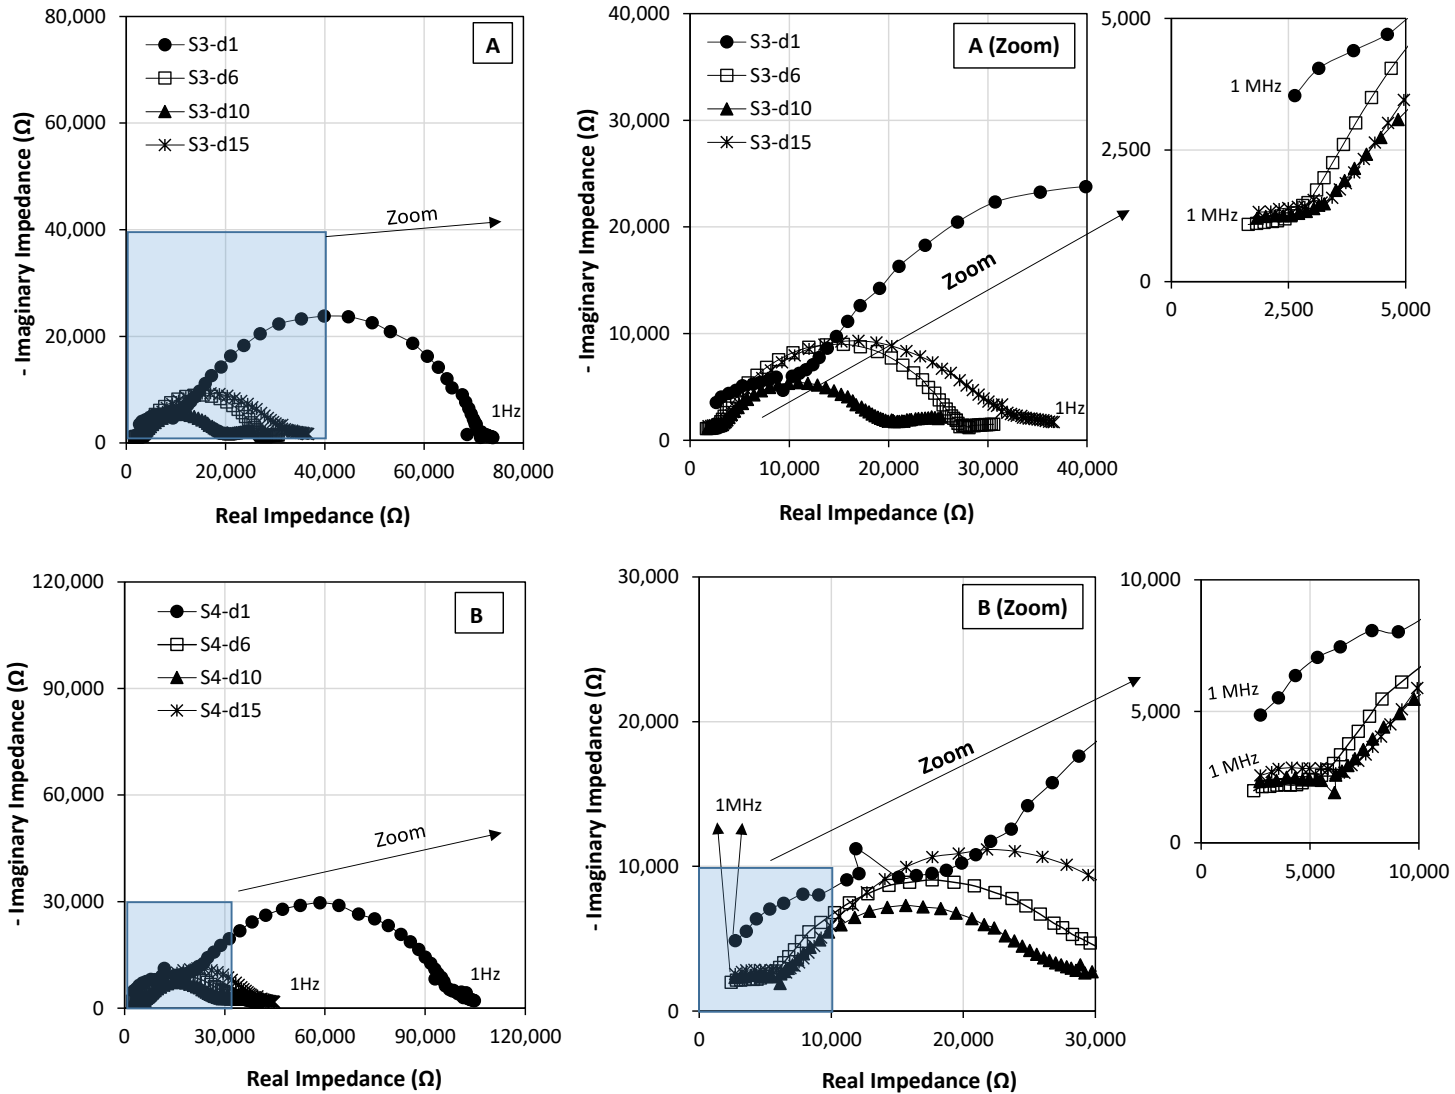 80,000
60,000
40,000
20,000
0
- Imaginary Impedance (Ω)
S3-d1
S3-d6
S3-d10
S3-d15
A
Zoom
1Hz
0 20,000 40,000 60,000 80,000
Real Impedance (Ω)
40,000
30,000
20,000
10,000
0
- Imaginary Impedance (Ω)
S3-d1
S3-d6
S3-d10
S3-d15
A (Zoom)
Zoom
1Hz
0 10,000 20,000 30,000 40,000
Real Impedance (Ω)
5,000
2,500
0
1 MHz
1 MHz
0 2,500 5,000
120,000
90,000
60,000
30,000
0
- Imaginary Impedance (Ω)
S4-d1
S4-d6
S4-d10
S4-d15
B
Zoom
1Hz
1Hz
0 30,000 60,000 90,000 120,000
Real Impedance (Ω)
30,000
20,000
10,000
0
- Imaginary Impedance (Ω)
B (Zoom)
Zoom
1MHz
0 10,000 20,000 30,000
Real Impedance (Ω)
10,000
5,000
0
1 MHz
1 MHz
0 5,000 10,000